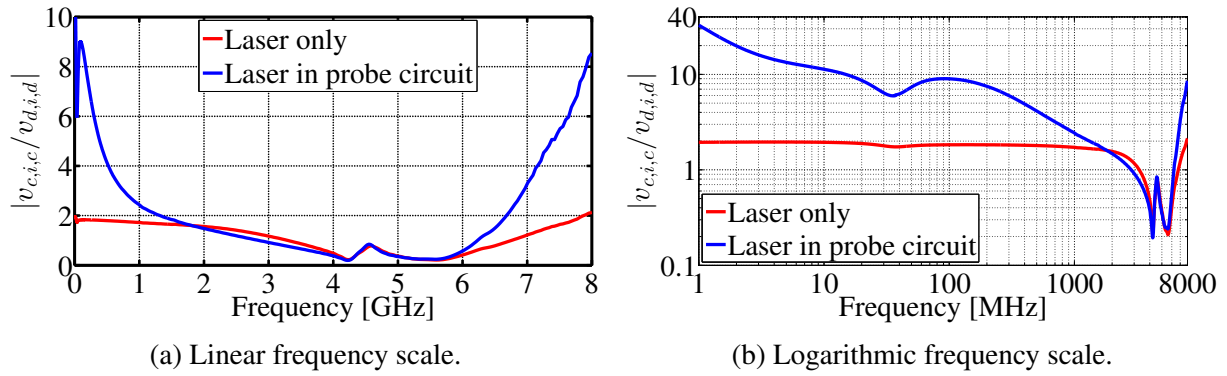 |v_{c,i,c}/v_{d,i,d}|
10
8
6
4
2
0
Laser only
Laser in probe circuit
0 1 2 3 4 5 6 7 8
Frequency [GHz]
(a) Linear frequency scale.
|v_{c,i,c}/v_{d,i,d}|
40
10
1
0.1
Laser only
Laser in probe circuit
1 10 100 1000 8000
Frequency [MHz]
(b) Logarithmic frequency scale.